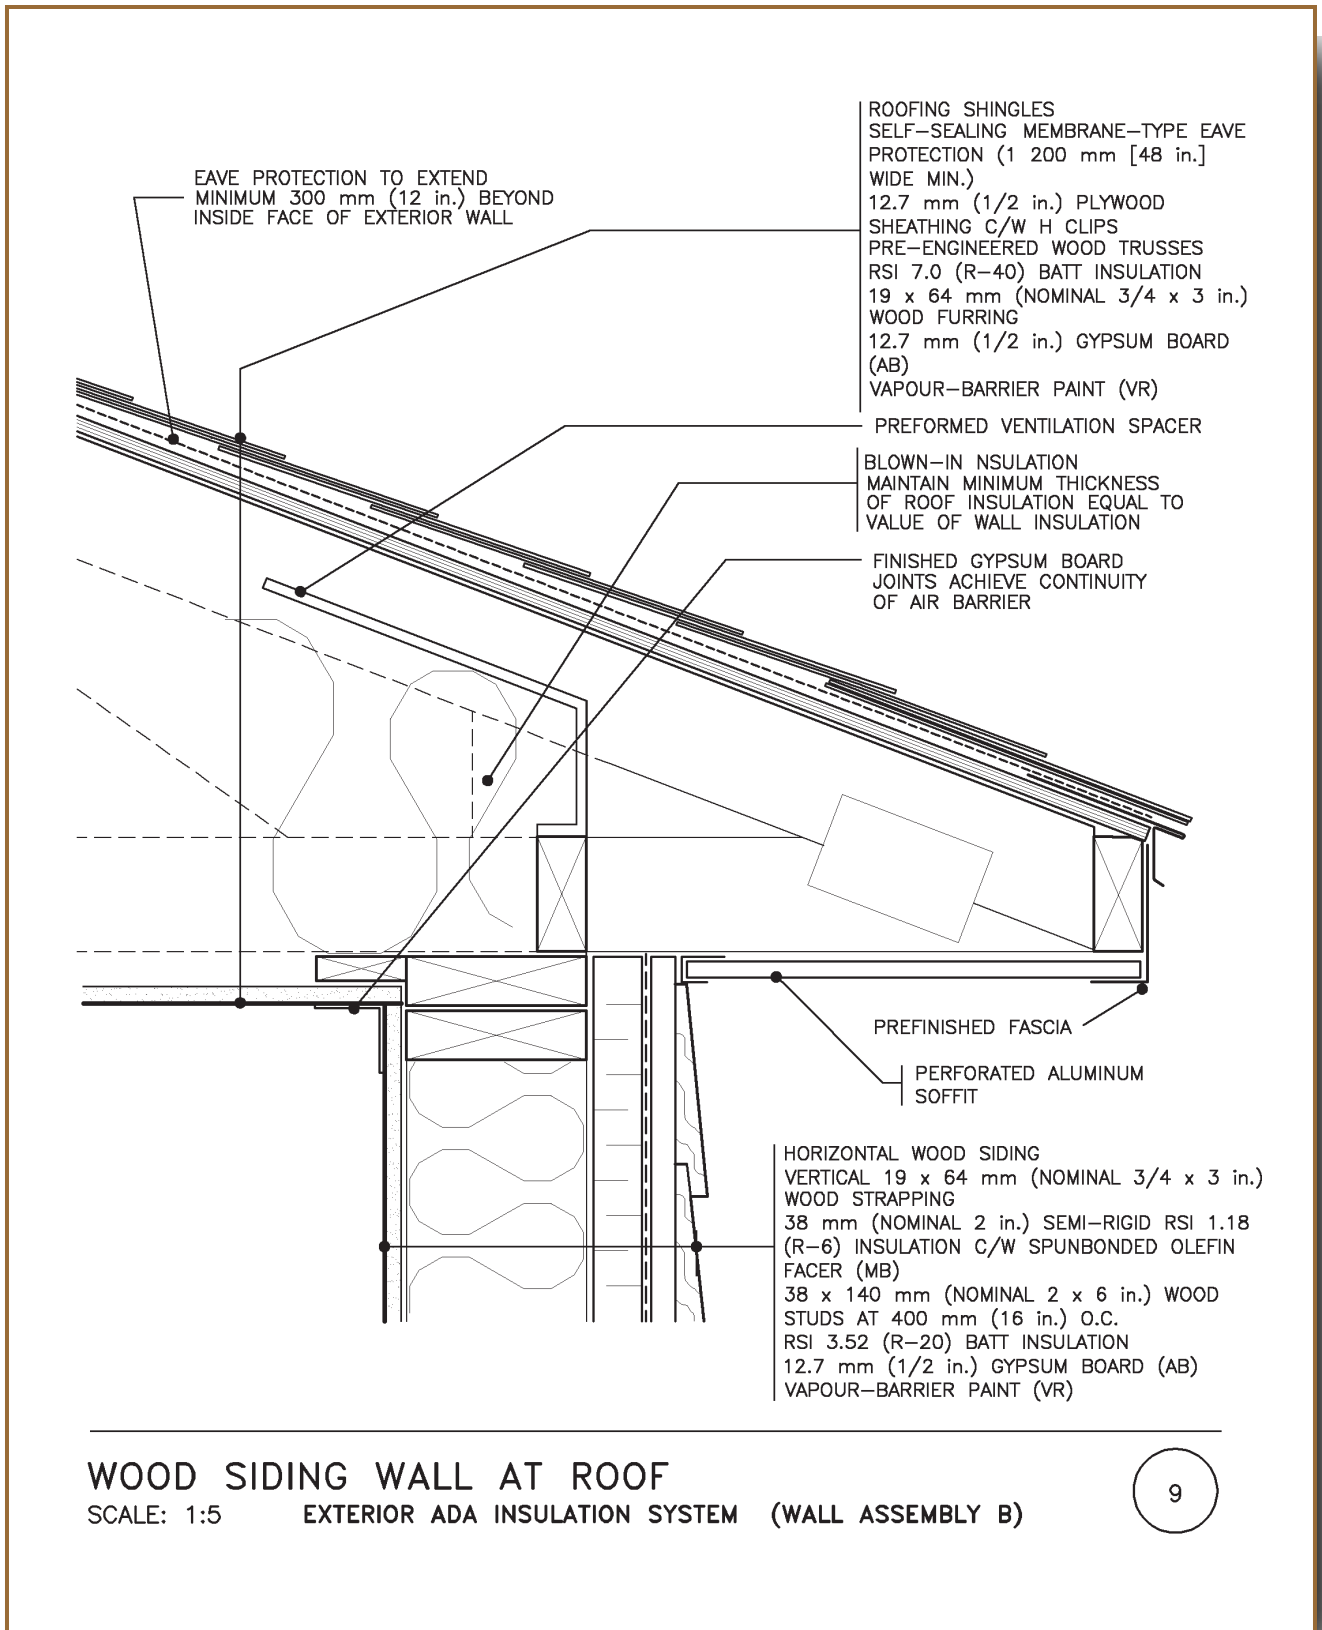 ROOFING SHINGLES
SELF-SEALING MEMBRANE-TYPE EAVE
PROTECTION (1 200 mm [48 in.]
WIDE MIN.)
12.7 mm (1/2 in.) PLYWOOD
SHEATHING C/W H CLIPS
PRE-ENGINEERED WOOD TRUSSES
RSI 7.0 (R-40) BATT INSULATION
19 x 64 mm (NOMINAL 3/4 x 3 in.)
WOOD FURRING
12.7 mm (1/2 in.) GYPSUM BOARD
(AB)
VAPOUR-BARRIER PAINT (VR)
EAVE PROTECTION TO EXTEND
MINIMUM 300 mm (12 in.) BEYOND
INSIDE FACE OF EXTERIOR WALL
PREFORMED VENTILATION SPACER
BLOWN-IN NSULATION
MAINTAIN MINIMUM THICKNESS
OF ROOF INSULATION EQUAL TO
VALUE OF WALL INSULATION
FINISHED GYPSUM BOARD
JOINTS ACHIEVE CONTINUITY
OF AIR BARRIER
PREFINISHED FASCIA
PERFORATED ALUMINUM
SOFFIT
HORIZONTAL WOOD SIDING
VERTICAL 19 x 64 mm (NOMINAL 3/4 x 3 in.)
WOOD STRAPPING
38 mm (NOMINAL 2 in.) SEMI-RIGID RSI 1.18
(R-6) INSULATION C/W SPUNBONDED OLEFIN
FACER (MB)
38 x 140 mm (NOMINAL 2 x 6 in.) WOOD
STUDS AT 400 mm (16 in.) O.C.
RSI 3.52 (R-20) BATT INSULATION
12.7 mm (1/2 in.) GYPSUM BOARD (AB)
VAPOUR-BARRIER PAINT (VR)
WOOD SIDING WALL AT ROOF
SCALE: 1:5 EXTERIOR ADA INSULATION SYSTEM (WALL ASSEMBLY B)
9